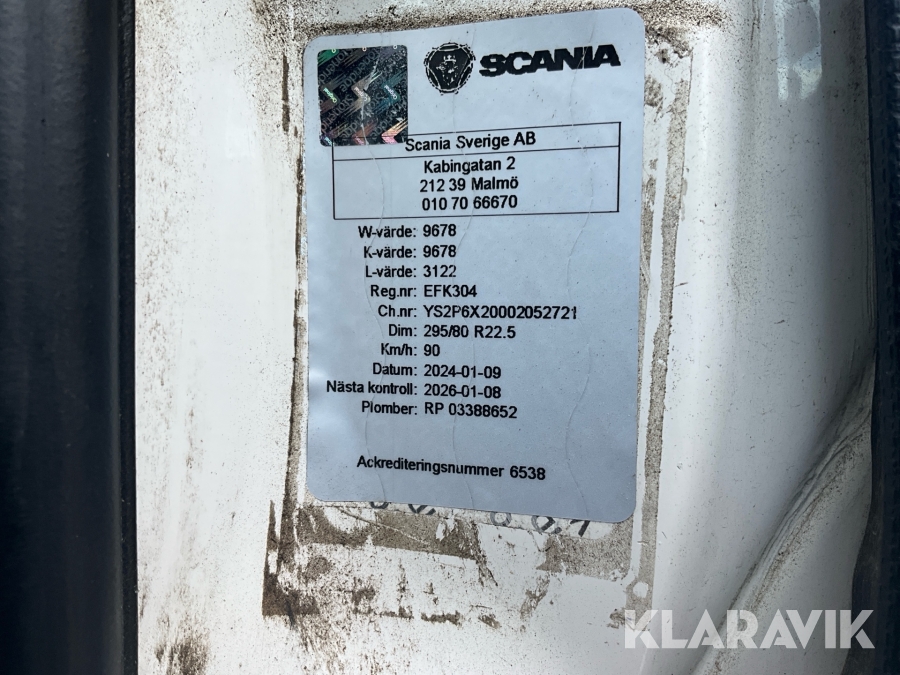 SCANIA
Scania Sverige AB
Kabingatan 2
212 39 Malmö
010 70 66670
W-värde: 9678
K-värde: 9678
L-värde: 3122
Reg.nr: EFK304
Ch.nr: YS2P6X20002052721
Dim: 295/80 R22.5
Km/h: 90
Datum: 2024-01-09
Nästa kontroll: 2026-01-08
Plomber: RP 03388652
Ackrediteringsnummer 6538
KLARAVIK